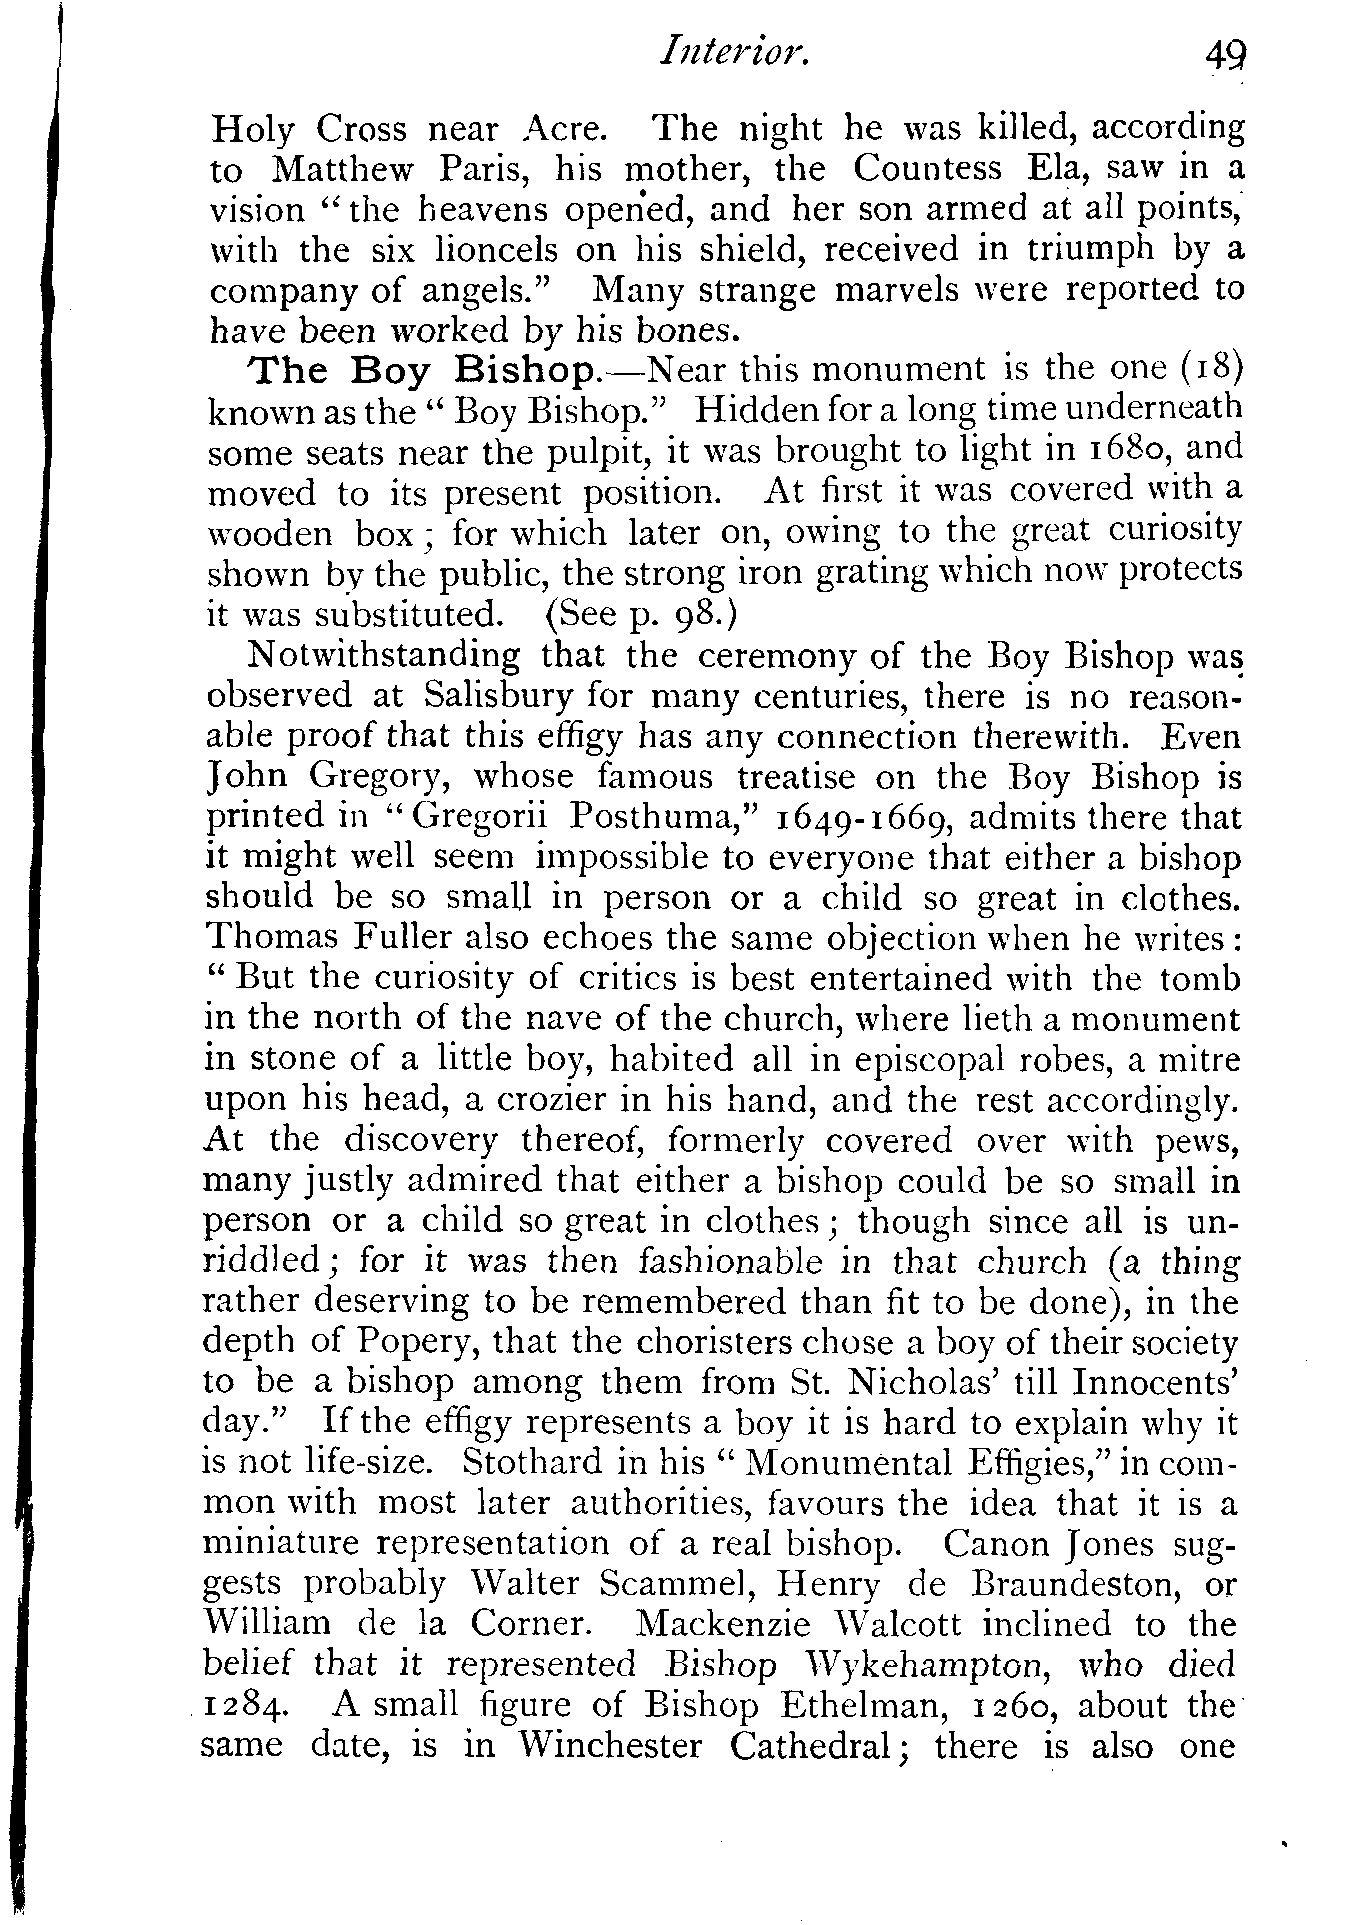 Interior. 49
Holy Cross near Acre. The night he was killed, according
to Matthew Paris, his mother, the Countess Ela, saw in a
vision “ the heavens opened, and her son armed at all points,
with the six lioncels on his shield, received in triumph by a
company of angels.” Many strange marvels were reported to
have been worked by his bones.
The Boy Bishop.—Near this monument is the one (18)
known as the “ Boy Bishop.” Hidden for a long time underneath
some seats near the pulpit, it was brought to light in 1680, and
moved to its present position. At first it was covered with a
wooden box ; for which later on, owing to the great curiosity
shown by the public, the strong iron grating which now protects
it was substituted. (See p. 98.)
Notwithstanding that the ceremony of the Boy Bishop was
observed at Salisbury for many centuries, there is no reason-
able proof that this effigy has any connection therewith. Even
John Gregory, whose famous treatise on the Boy Bishop is
printed in “ Gregorii Posthuma,” 1649-1669, admits there that
it might well seem impossible to everyone that either a bishop
should be so small in person or a child so great in clothes.
Thomas Fuller also echoes the same objection when he writes :
“ But the curiosity of critics is best entertained with the tomb
in the north of the nave of the church, where lieth a monument
in stone of a little boy, habited all in episcopal robes, a mitre
upon his head, a crozier in his hand, and the rest accordingly.
At the discovery thereof, formerly covered over with pews,
many justly admired that either a bishop could be so small in
person or a child so great in clothes ; though since all is un-
riddled ; for it was then fashionable in that church (a thing
rather deserving to be remembered than fit to be done), in the
depth of Popery, that the choristers chose a boy of their society
to be a bishop among them from St. Nicholas’ till Innocents’
day.” If the effigy represents a boy it is hard to explain why it
is not life-size. Stothard in his “ Monumental Effigies,” in com-
mon with most later authorities, favours the idea that it is a
miniature representation of a real bishop. Canon Jones sug-
gests probably Walter Scammel, Henry de Braundeston, or
William de la Corner. Mackenzie Walcott inclined to the
belief that it represented Bishop Wykehampton, who died
1284. A small figure of Bishop Ethelman, 1260, about the
same date, is in Winchester Cathedral ; there is also one